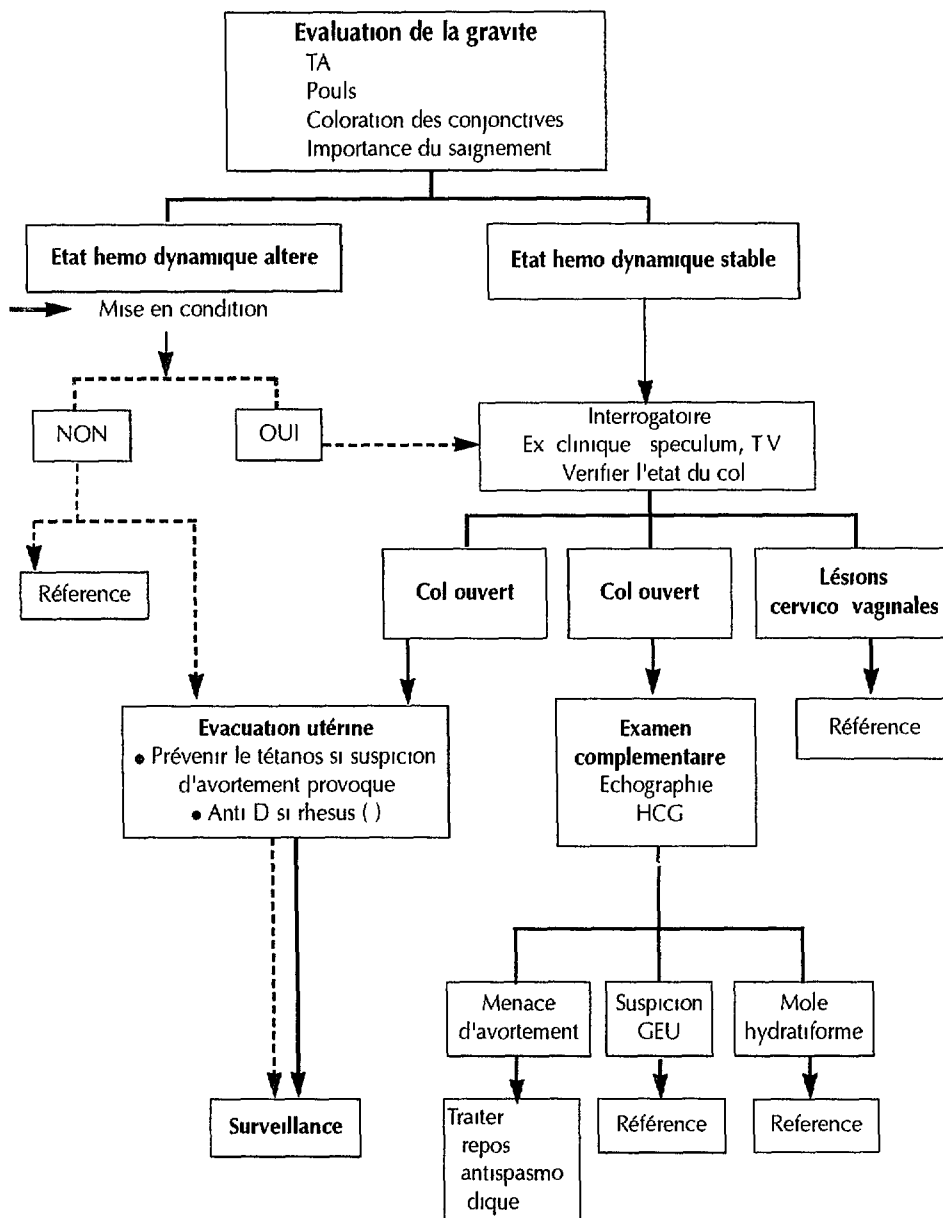 Evaluation de la gravite
TA
Pouls
Coloration des conjonctives
Importance du saignement
Etat hemo dynamique altere
Etat hemo dynamique stable
Mise en condition
NON
OUI
Interrogatoire
Ex clinique speculum, TV
Verifier l'etat du col
Réference
Col ouvert
Col ouvert
Lésions
cervico vaginales
Evacuation utérine
● Prévenir le tétanos si suspicion
d'avortement provoque
● Anti D si rhesus ( )
Examen
complementaire
Echographie
HCG
Référence
Menace
d'avortement
Suspicion
GEU
Mole
hydratiforme
Surveillance
Traiter
repos
antispasmo
dique
Référence
Reference